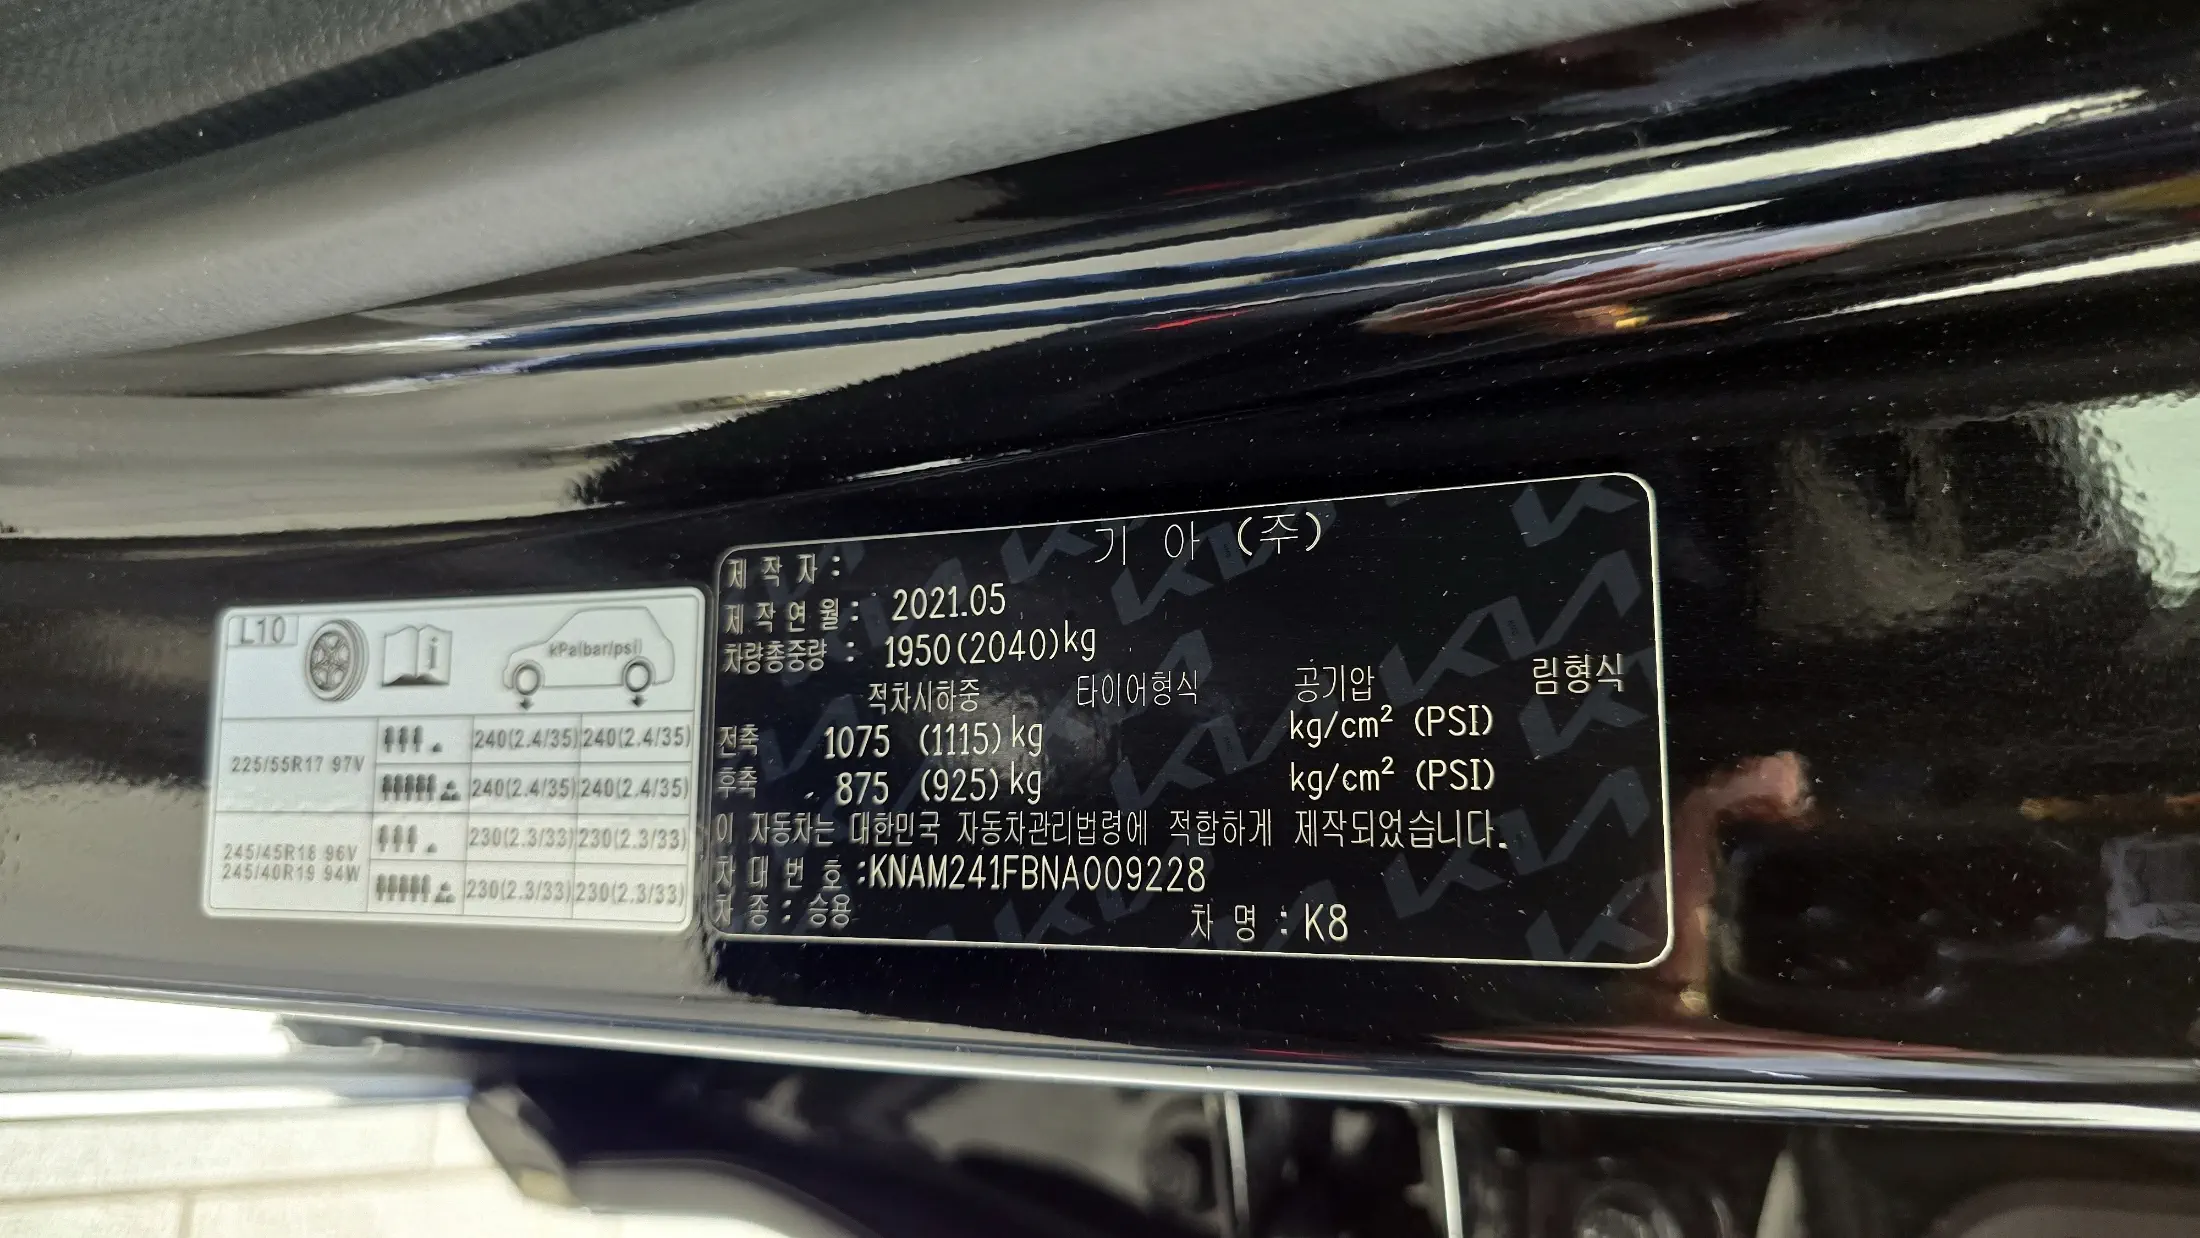 L10
kPa(bar/psi)
225/55R17 97V
240(2.4/35) 240(2.4/35)
240(2.4/35) 240(2.4/35)
245/45R18 96V
245/40R19 94W
230(2.3/33) 230(2.3/33)
230(2.3/33) 230(2.3/33)
제 작 자 : 기 아 (주)
제 작 연 월 : 2021.05
차량총중량 : 1950(2040)kg
적차시하중 타이어형식 공기압 림형식
전축 1075 (1115)kg kg/cm² (PSI)
후축 875 (925)kg kg/cm² (PSI)
이 자동차는 대한민국 자동차관리법령에 적합하게 제작되었습니다.
차 대 번 호 :KNAM241FBNA009228
차 종 : 승용 차 명 : K8